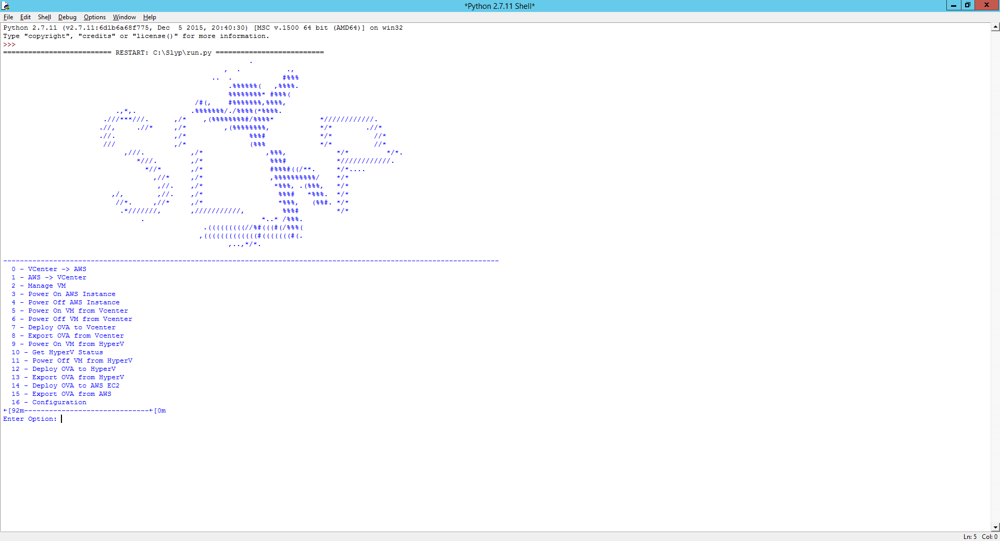 *Python 2.7.11 Shell*
File Edit Shell Debug Options Window Help
Python 2.7.11 (v2.7.11:6d1b6a68f775, Dec  5 2015, 20:40:30) [MSC v.1500 64 bit (AMD64)] on win32
Type "copyright", "credits" or "license()" for more information.
>>>
========================== RESTART: C:\Slyp\run.py ==========================
-----------------------------------------------------------------------------------------------------------------------
0 - VCenter -> AWS
1 - AWS -> VCenter
2 - Manage VM
3 - Power On AWS Instance
4 - Power Off AWS Instance
5 - Power On VM from Vcenter
6 - Power Off VM from Vcenter
7 - Deploy OVA to Vcenter
8 - Export OVA from Vcenter
9 - Power On VM from HyperV
10 - Get HyperV Status
11 - Power Off VM from HyperV
12 - Deploy OVA to HyperV
13 - Export OVA from HyperV
14 - Deploy OVA to AWS EC2
15 - Export OVA from AWS
16 - Configuration
←[92m------------------------------←[0m
Enter Option:
Ln: 5 Col: 0